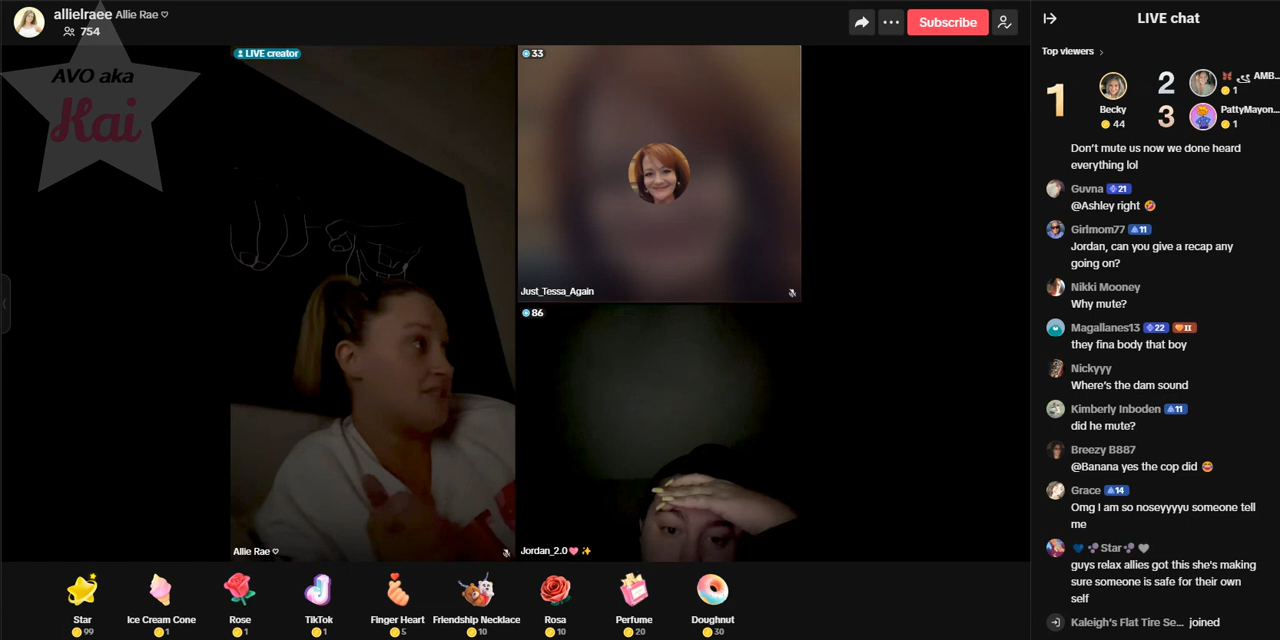 allielraee Allie Rae ♡
754
Subscribe
AVO aka
Kai
LIVE creator
33
Just_Tessa_Again
86
Allie Rae ♡
Jordan_2.0
Star
99
Ice Cream Cone
1
Rose
1
TikTok
1
Finger Heart
5
Friendship Necklace
10
Rosa
10
Perfume
20
Doughnut
30
LIVE chat
Top viewers
1
Becky
44
2
AMB...
1
3
PattyMayon...
1
Don't mute us now we done heard
everything lol
Guvna 21
@Ashley right 🤣
Girlmom77 11
Jordan, can you give a recap any
going on?
Nikki Mooney
Why mute?
Magallanes13 22 II
they fina body that boy
Nickyyy
Where's the dam sound
Kimberly Inboden 11
did he mute?
Breezy B887
@Banana yes the cop did 😂
Grace 14
Omg I am so noseyyyyu someone tell
me
Star
guys relax allies got this she's making
sure someone is safe for their own
self
Kaleigh's Flat Tire Se... joined